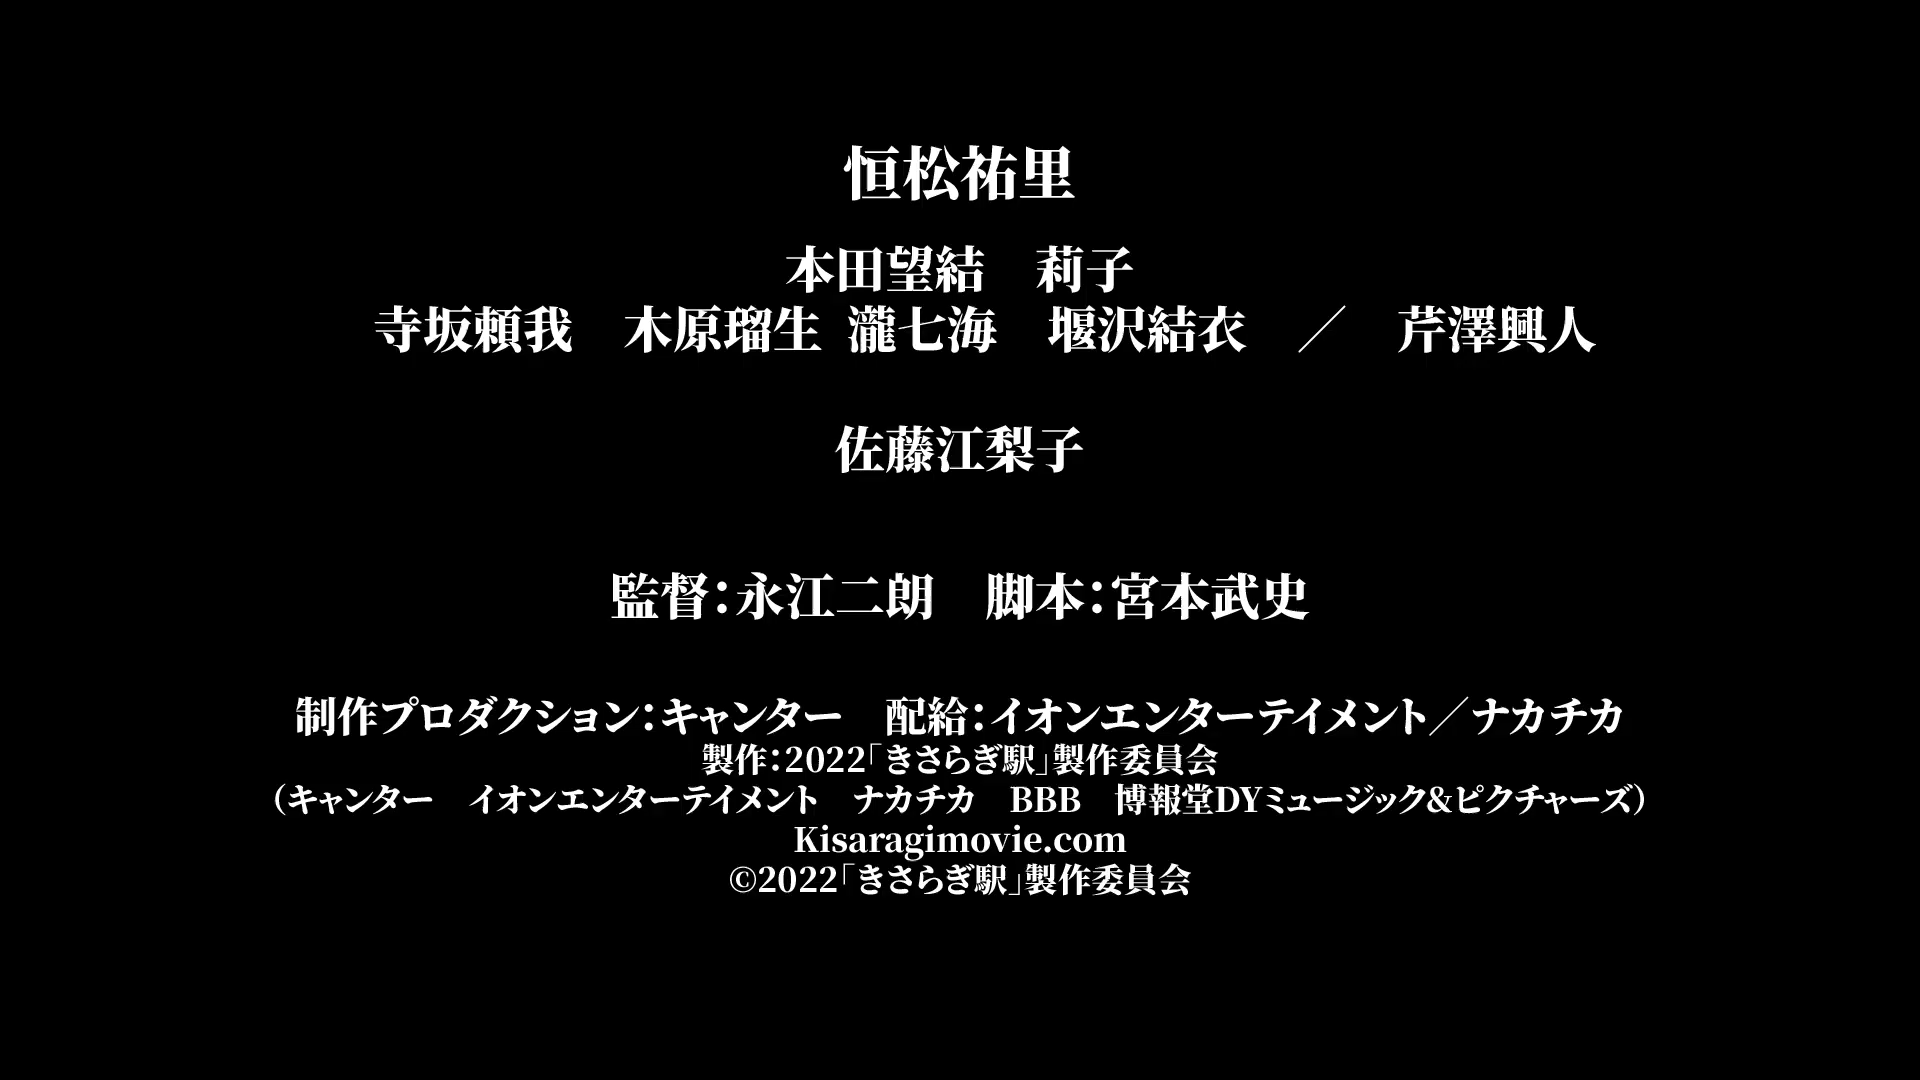 恒松祐里
本田望結　莉子
寺坂頼我　木原瑠生 瀧七海　堰沢結衣　／　芹澤興人
佐藤江梨子
監督：永江二朗　脚本：宮本武史
制作プロダクション：キャンター　配給：イオンエンターテイメント／ナカチカ
製作：2022「きさらぎ駅」製作委員会
（キャンター　イオンエンターテイメント　ナカチカ　BBB　博報堂DYミュージック&ピクチャーズ）
Kisaragimovie.com
©2022「きさらぎ駅」製作委員会